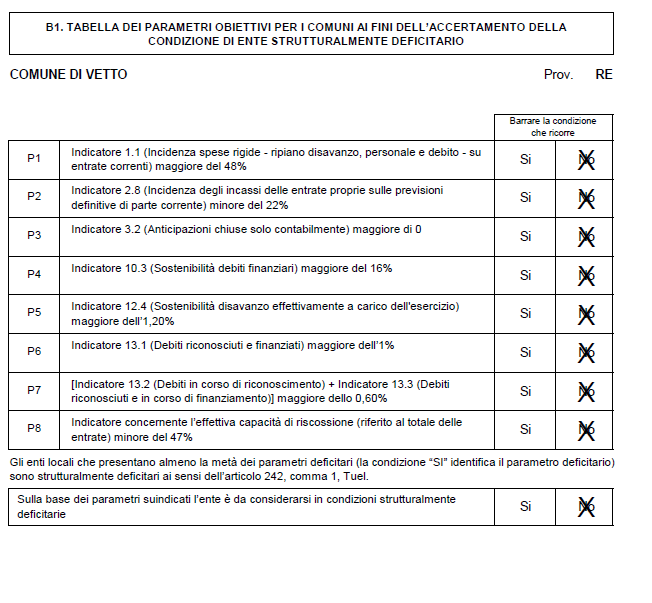 B1. TABELLA DEI PARAMETRI OBIETTIVI PER I COMUNI AI FINI DELL'ACCERTAMENTO DELLA
CONDIZIONE DI ENTE STRUTTURALMENTE DEFICITARIO
COMUNE DI VETTO Prov. RE
Barrare la condizione
che ricorre
P1 Indicatore 1.1 (Incidenza spese rigide - ripiano disavanzo, personale e debito - su
entrate correnti) maggiore del 48% Si No
P2 Indicatore 2.8 (Incidenza degli incassi delle entrate proprie sulle previsioni
definitive di parte corrente) minore del 22% Si No
P3 Indicatore 3.2 (Anticipazioni chiuse solo contabilmente) maggiore di 0 Si No
P4 Indicatore 10.3 (Sostenibilità debiti finanziari) maggiore del 16% Si No
P5 Indicatore 12.4 (Sostenibilità disavanzo effettivamente a carico dell'esercizio)
maggiore dell'1,20% Si No
P6 Indicatore 13.1 (Debiti riconosciuti e finanziati) maggiore dell'1% Si No
P7 [Indicatore 13.2 (Debiti in corso di riconoscimento) + Indicatore 13.3 (Debiti
riconosciuti e in corso di finanziamento)] maggiore dello 0,60% Si No
P8 Indicatore concernente l'effettiva capacità di riscossione (riferito al totale delle
entrate) minore del 47% Si No
Gli enti locali che presentano almeno la metà dei parametri deficitari (la condizione "SI" identifica il parametro deficitario)
sono strutturalmente deficitari ai sensi dell'articolo 242, comma 1, Tuel.
Sulla base dei parametri suindicati l'ente è da considerarsi in condizioni strutturalmente
deficitarie Si No